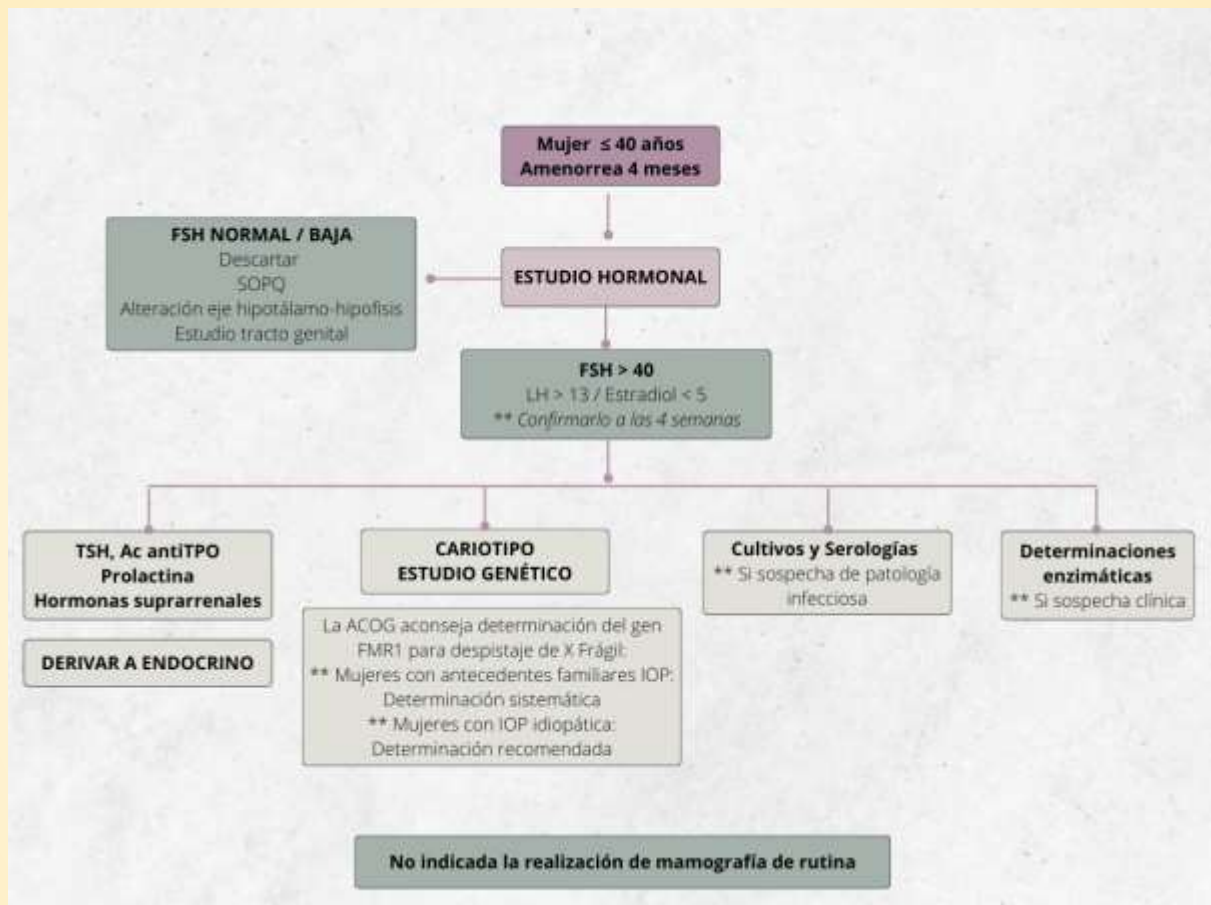 Mujer ≤ 40 años
Amenorrea 4 meses
FSH NORMAL / BAJA
Descartar
SOPQ
Alteración eje hipotálamo-hipofisis
Estudio tracto genital
ESTUDIO HORMONAL
FSH > 40
LH > 13 / Estradiol < 5
** Confirmarlo a las 4 semanas
TSH, Ac antiTPO
Prolactina
Hormonas suprarrenales
DERIVAR A ENDOCRINO
CARIOTIPO
ESTUDIO GENÉTICO
La ACOG aconseja determinación del gen
FMR1 para despistaje de X Frágil:
** Mujeres con antecedentes familiares IOP:
Determinación sistemática
** Mujeres con IOP idiopática:
Determinación recomendada
Cultivos y Serologías
** Si sospecha de patología
infecciosa
Determinaciones
enzimáticas
** Si sospecha clínica
No indicada la realización de mamografía de rutina